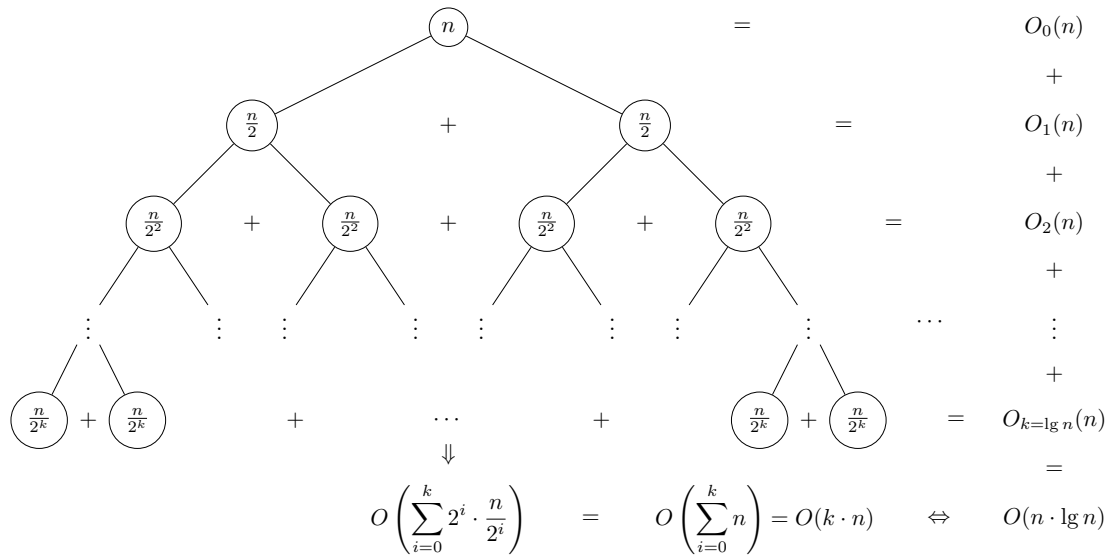 n = O_0(n)
+
n/2 + n/2 = O_1(n)
+
n/2^2 + n/2^2 + n/2^2 + n/2^2 = O_2(n)
+
⋮ ⋮ ⋮ ⋮ ⋮ ⋮ ⋮ ⋮ ⋯ ⋮
+
n/2^k + n/2^k + ⋯ + n/2^k + n/2^k = O_{k=lg n}(n)
⇓ =
O(∑_{i=0}^{k} 2^i · n/2^i) = O(∑_{i=0}^{k} n) = O(k · n) ⇔ O(n · lg n)